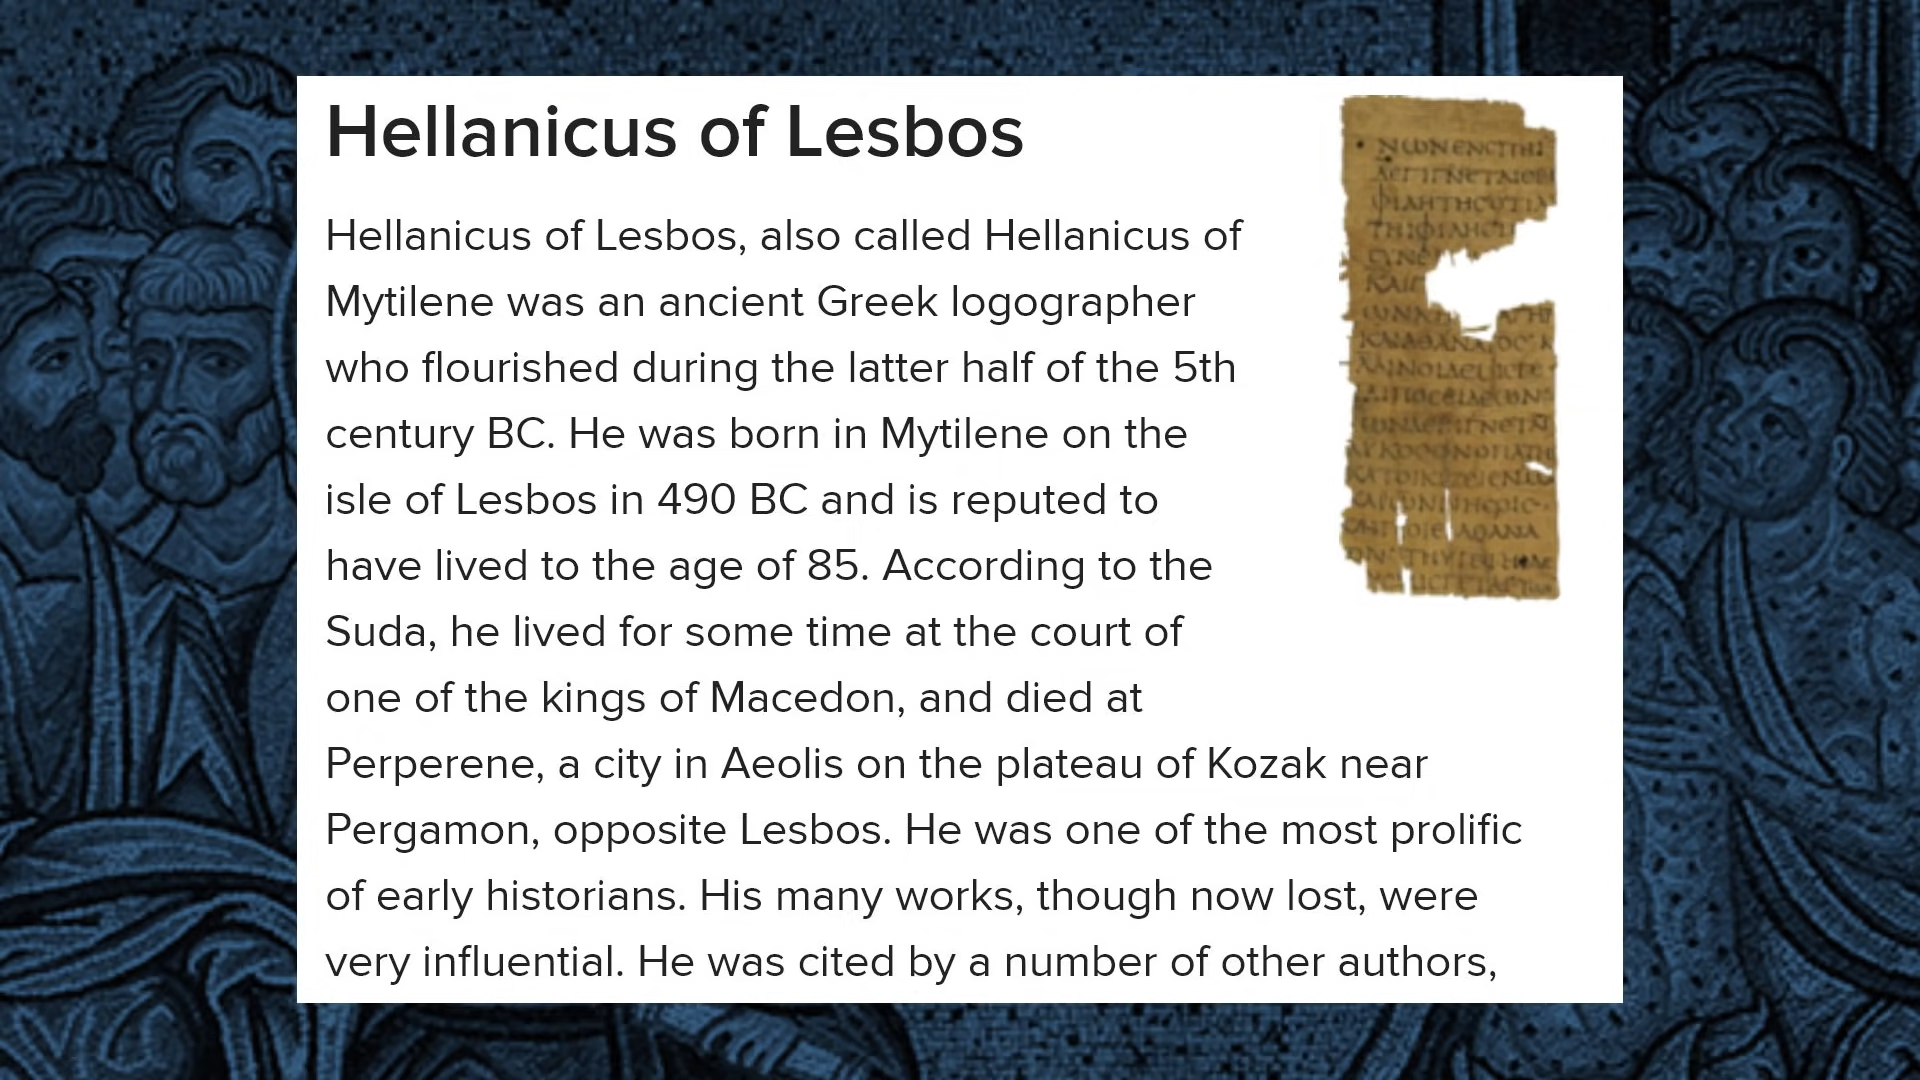 Hellanicus of Lesbos
Hellanicus of Lesbos, also called Hellanicus of
Mytilene was an ancient Greek logographer
who flourished during the latter half of the 5th
century BC. He was born in Mytilene on the
isle of Lesbos in 490 BC and is reputed to
have lived to the age of 85. According to the
Suda, he lived for some time at the court of
one of the kings of Macedon, and died at
Perperene, a city in Aeolis on the plateau of Kozak near
Pergamon, opposite Lesbos. He was one of the most prolific
of early historians. His many works, though now lost, were
very influential. He was cited by a number of other authors,